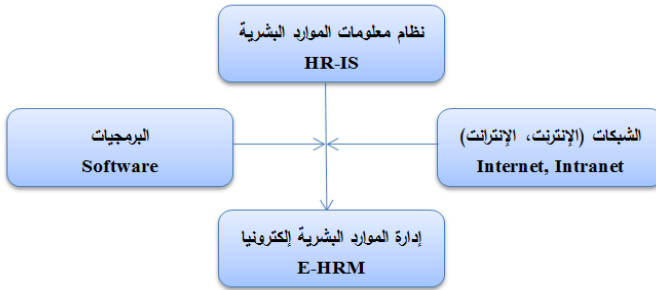 نظام معلومات الموارد البشرية
HR-IS
الشبكات (الإنترنت، الإنترانت)
Internet, Intranet
البرمجيات
Software
إدارة الموارد البشرية إلكترونيا
E-HRM